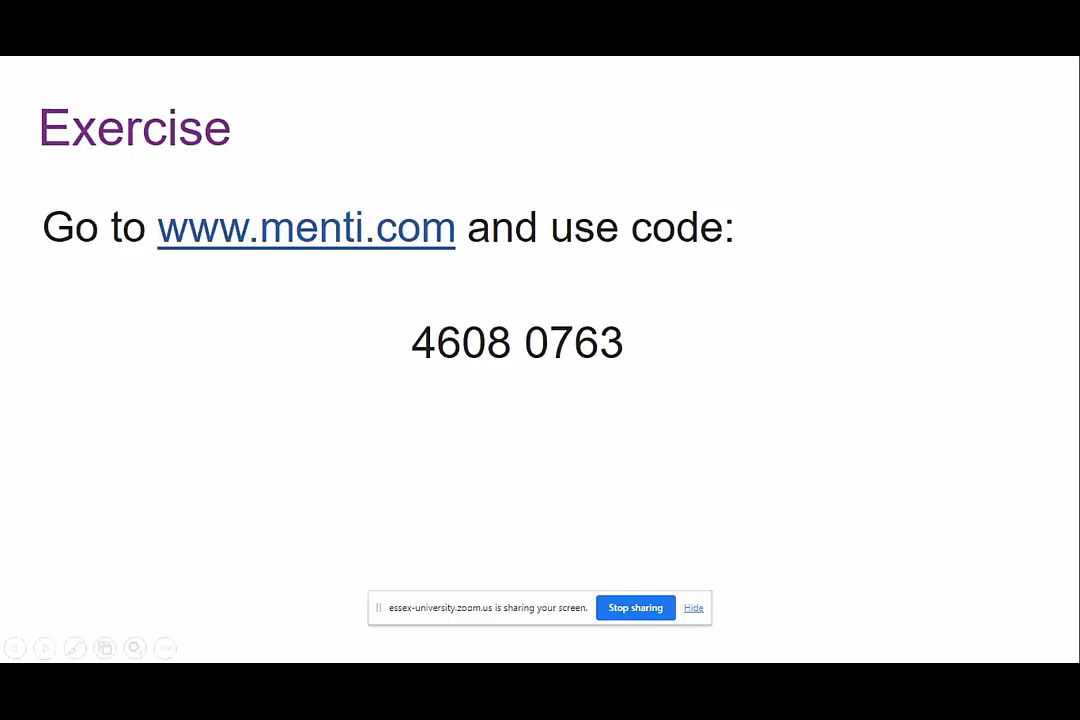 Exercise
Go to www.menti.com and use code:
4608 0763
essex-university.zoom.us is sharing your screen. Stop sharing Hide